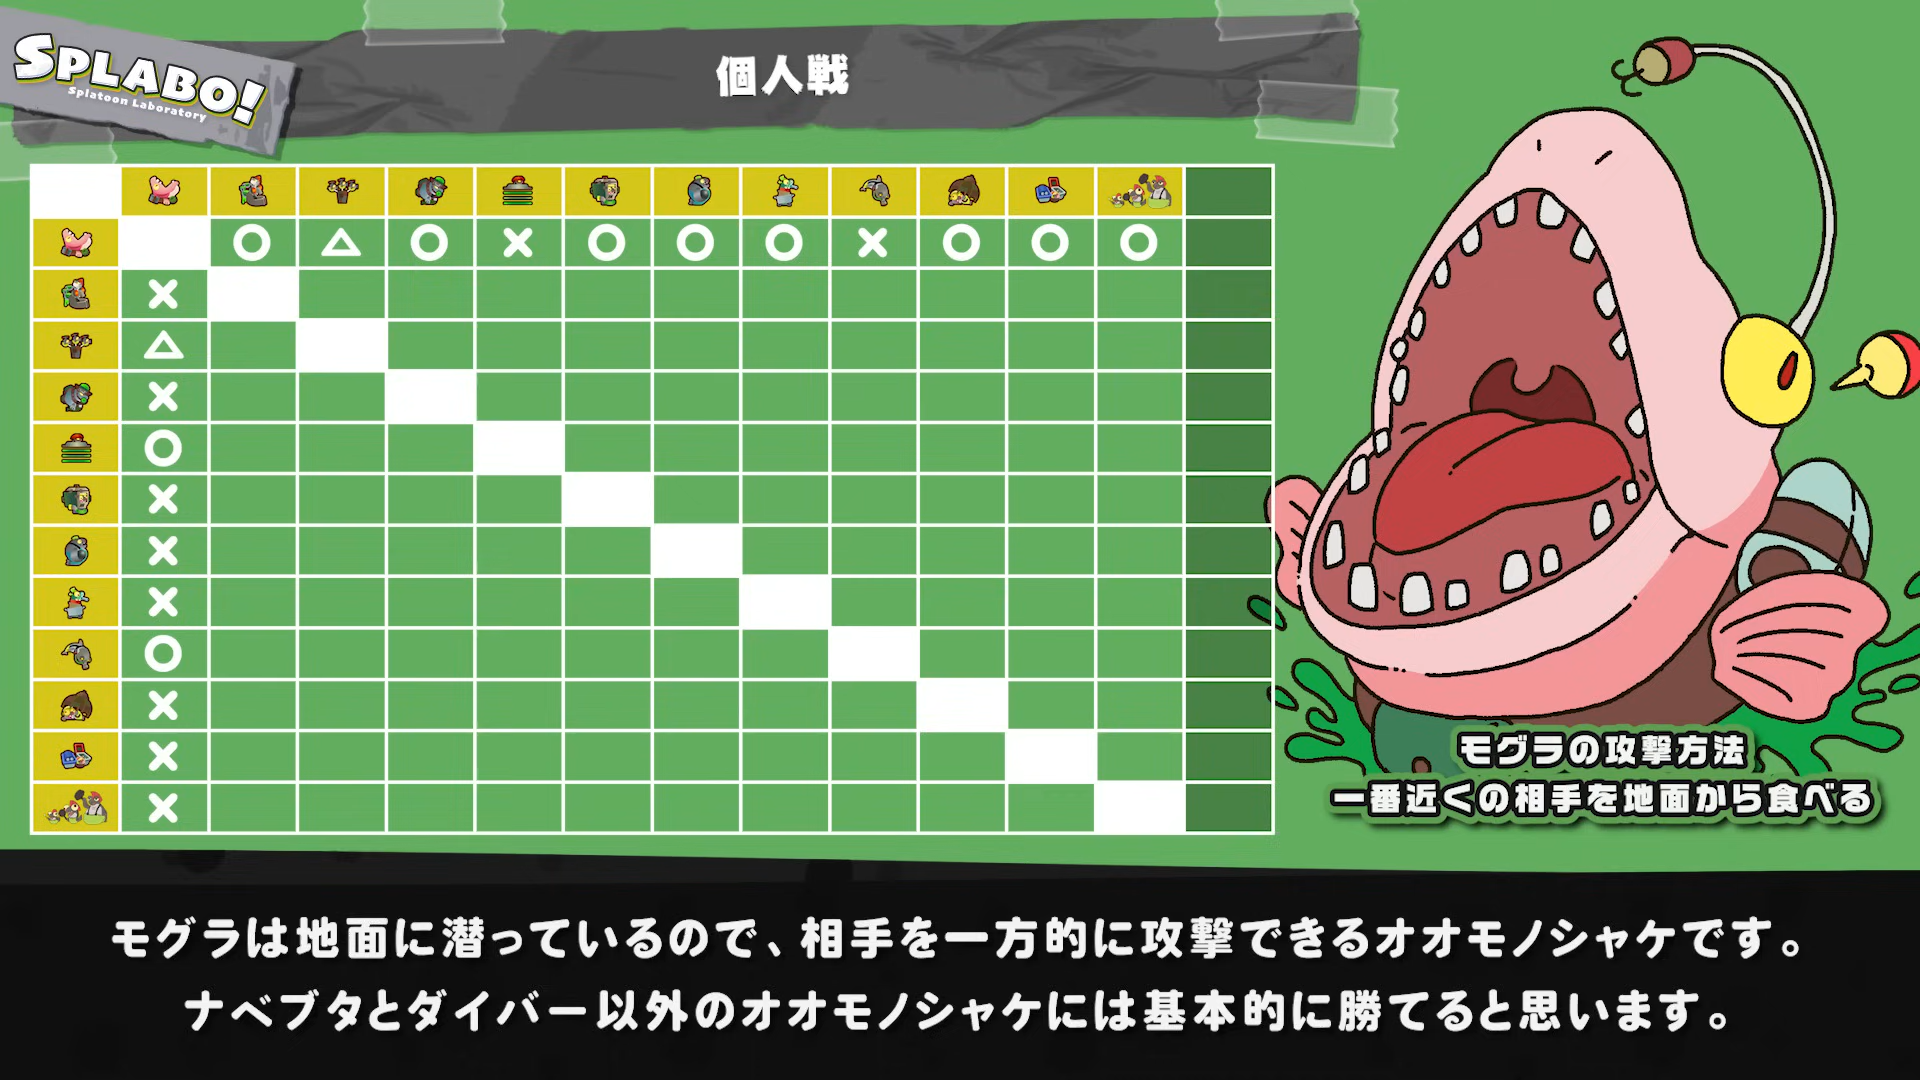 SPLABO!
Splatoon Laboratory
個人戦
○ △ ○ × ○ ○ ○ × ○ ○ ○
×
△
×
○
×
×
×
○
×
×
×
モグラの攻撃方法
一番近くの相手を地面から食べる
モグラは地面に潜っているので、相手を一方的に攻撃できるオオモノシャケです。
ナベブタとダイバー以外のオオモノシャケには基本的に勝てると思います。